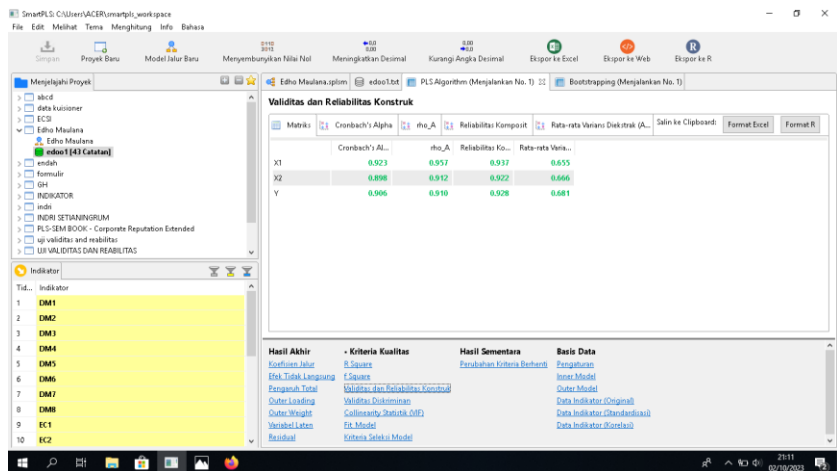 SmartPLS: C:\Users\ACER\smartpls_workspace
File Edit Melihat Tema Menghitung Info Bahasa
Simpan Proyek Baru Model Jalur Baru Menyembunyikan Nilai Nol Meningkatkan Desimal Kurangi Angka Desimal Ekspor ke Excel Ekspor ke Web Ekspor ke R
Menjelajahi Proyek
abcd
data kuisioner
ECSI
Edho Maulana
Edho Maulana
edoo1 [43 Catatan]
endah
formulir
GH
INDIKATOR
indri
INDRI SETIANINGRUM
PLS-SEM BOOK - Corporate Reputation Extended
uji validitas and reabilitas
UJI VALIDITAS DAN REABILITAS
Indikator
Tid... Indikator
1 DM1
2 DM2
3 DM3
4 DM4
5 DM5
6 DM6
7 DM7
8 DM8
9 EC1
10 EC2
Edho Maulana.splsm edoo1.txt PLS Algorithm (Menjalankan No. 1) Bootstrapping (Menjalankan No. 1)
Validitas dan Reliabilitas Konstruk
Matriks Cronbach's Alpha rho_A Reliabilitas Komposit Rata-rata Varians Diekstrak (A... Salin ke Clipboard: Format Excel Format R
Cronbach's Al... rho_A Reliabilitas Ko... Rata-rata Varia...
X1 0.923 0.957 0.937 0.655
X2 0.898 0.912 0.922 0.666
Y 0.906 0.910 0.928 0.681
Hasil Akhir Kriteria Kualitas Hasil Sementara Basis Data
Koefisien Jalur R Square Perubahan Kriteria Berhenti Pengaturan
Efek Tidak Langsung f Square Inner Model
Pengaruh Total Validitas dan Reliabilitas Konstruk Outer Model
Outer Loading Validitas Diskriminan Data Indikator (Original)
Outer Weight Collinearity Statistik (VIF) Data Indikator (Standardisasi)
Variabel Laten Fit Model Data Indikator (Korelasi)
Residual Kriteria Seleksi Model
21:11
02/10/2023